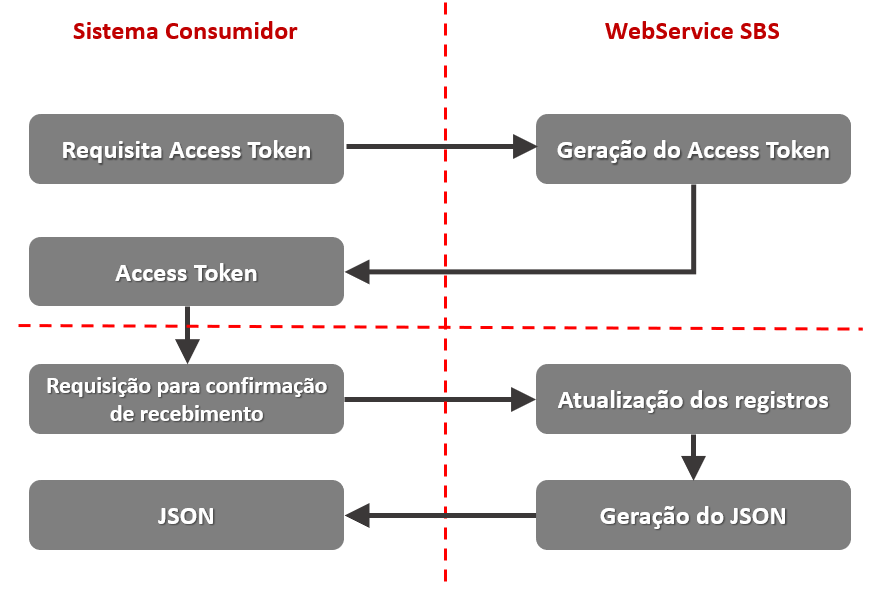 Sistema Consumidor
WebService SBS
Requisita Access Token
Geração do Access Token
Access Token
Requisição para confirmação
de recebimento
Atualização dos registros
JSON
Geração do JSON